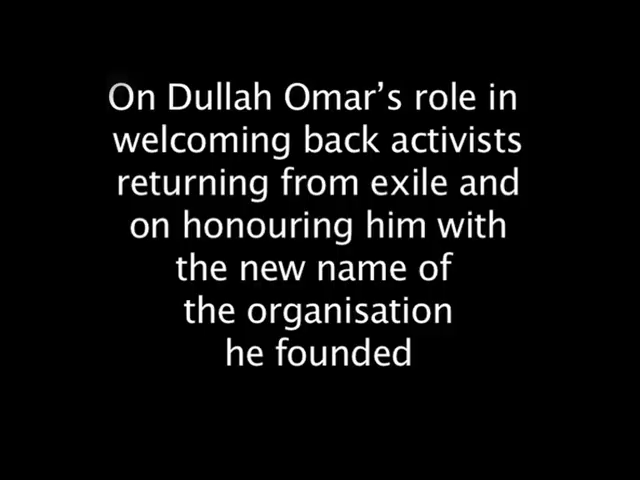 On Dullah Omar’s role in
welcoming back activists
returning from exile and
on honouring him with
the new name of
the organisation
he founded